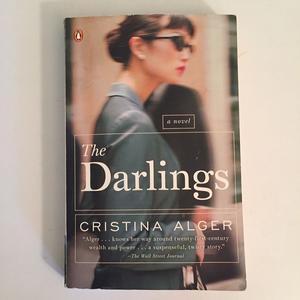 a novel
The
Darlings
CRISTINA ALGER
"Alger . . . knows her way around twenty-first-century
wealth and power . . . a suspenseful, twisty story."
—The Wall Street Journal